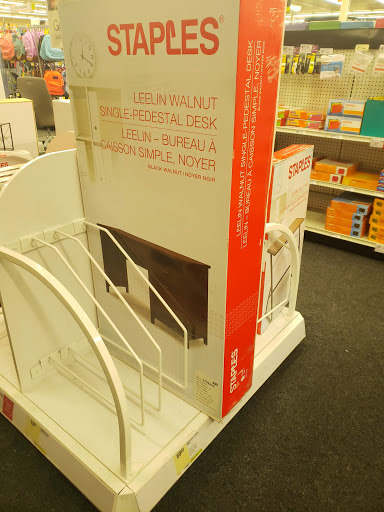 STAPLES
LEELIN WALNUT
SINGLE-PEDESTAL DESK
LEELIN – BUREAU À
CAISSON SIMPLE, NOYER
BLACK WALNUT / NOYER NOIR
LEELIN WALNUT SINGLE-PEDESTAL DESK
LEELIN – BUREAU À CAISSON SIMPLE, NOYER
STAPLES
STAPLES